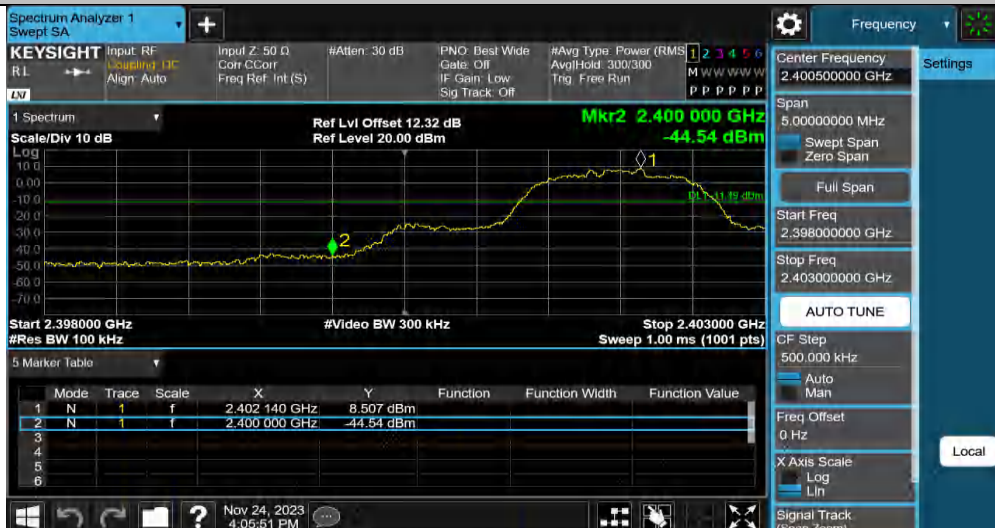 Spectrum Analyzer 1
Swept SA
Frequency
KEYSIGHT
RL
LXI
Input: RF
Coupling: DC
Align: Auto
Input Z: 50 Ω
Corr CCorr
Freq Ref: Int (S)
#Atten: 30 dB
PNO: Best Wide
Gate: Off
IF Gain: Low
Sig Track: Off
#Avg Type: Power (RMS
Avg|Hold: 300/300
Trig: Free Run
1 2 3 4 5 6
M W W W W W
P P P P P P
1 Spectrum
Scale/Div 10 dB
Ref Lvl Offset 12.32 dB
Ref Level 20.00 dBm
Mkr2 2.400 000 GHz
-44.54 dBm
Log
10.0
0.00
-10.0
-20.0
-30.0
-40.0
-50.0
-60.0
-70.0
1
2
Start 2.398000 GHz
#Res BW 100 kHz
#Video BW 300 kHz
Stop 2.403000 GHz
Sweep 1.00 ms (1001 pts)
5 Marker Table
Mode Trace Scale X Y Function Function Width Function Value
1 N 1 f 2.402 140 GHz 8.507 dBm
2 N 1 f 2.400 000 GHz -44.54 dBm
3
4
5
6
Nov 24, 2023
4:05:51 PM
Center Frequency
2.400500000 GHz
Span
5.00000000 MHz
Swept Span
Zero Span
Full Span
Start Freq
2.398000000 GHz
Stop Freq
2.403000000 GHz
AUTO TUNE
CF Step
500.000 kHz
Auto
Man
Freq Offset
0 Hz
X Axis Scale
Log
Lin
Signal Track
(Span Zoom)
Settings
Local